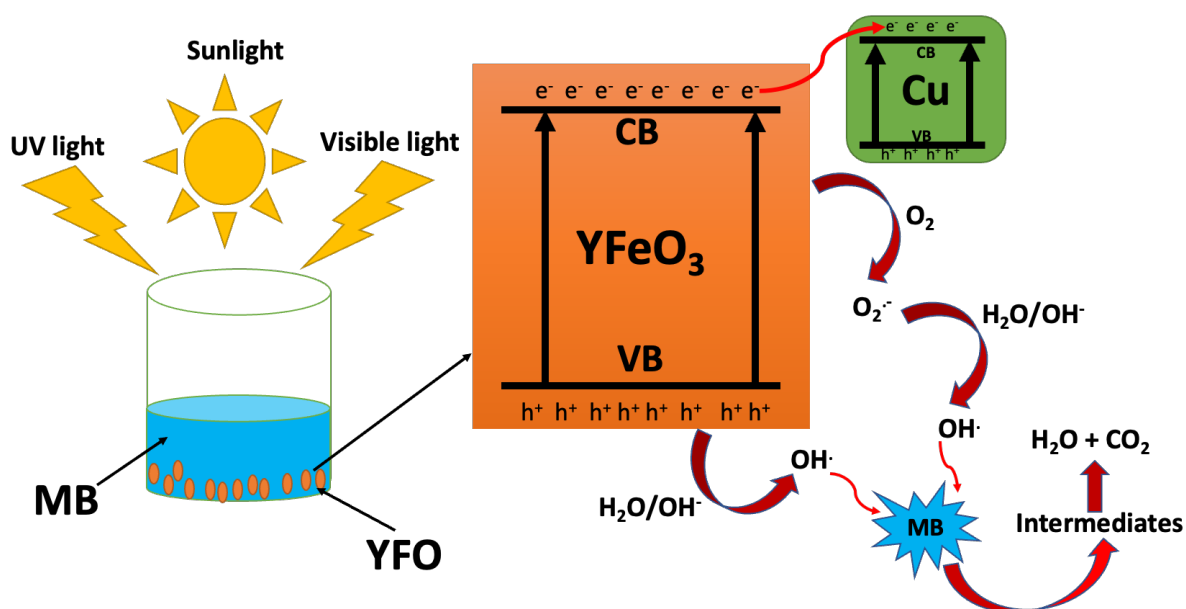 Sunlight
UV light
Visible light
MB
YFO
e⁻ e⁻ e⁻ e⁻ e⁻ e⁻ e⁻ e⁻
CB
YFeO₃
VB
h⁺ h⁺ h⁺ h⁺ h⁺ h⁺ h⁺ h⁺
e⁻ e⁻ e⁻ e⁻
CB
Cu
VB
h⁺ h⁺ h⁺ h⁺
O₂
O₂·⁻
H₂O/OH⁻
OH·
H₂O/OH⁻
OH·
MB
H₂O + CO₂
Intermediates